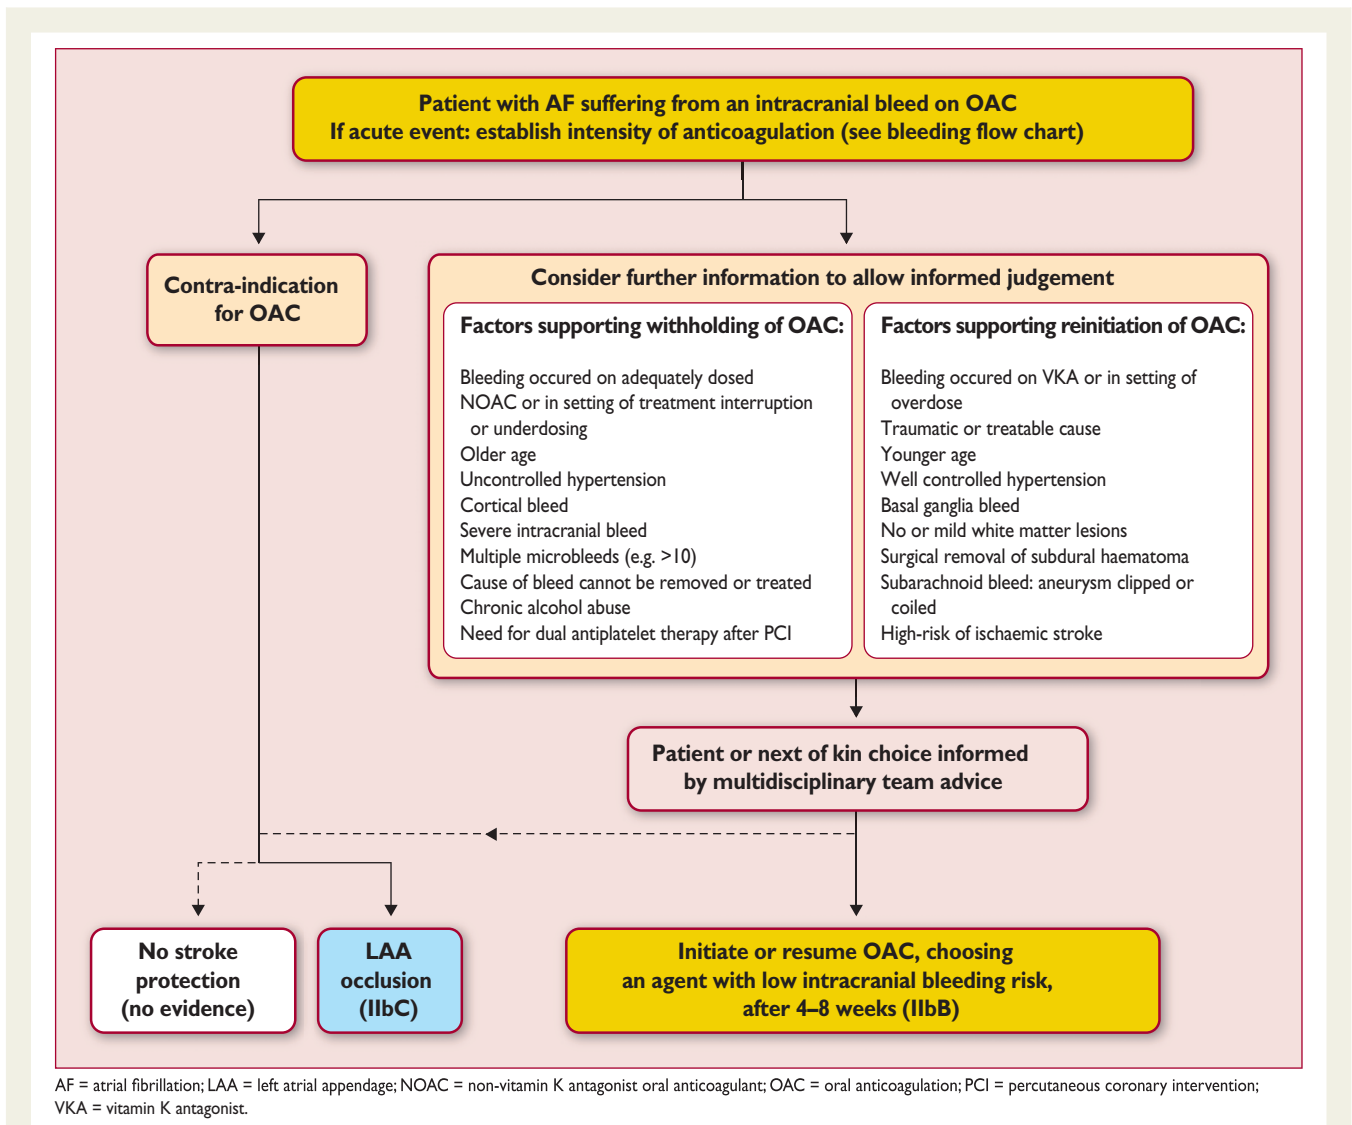 Patient with AF suffering from an intracranial bleed on OAC
If acute event: establish intensity of anticoagulation (see bleeding flow chart)
Contra-indication
for OAC
Consider further information to allow informed judgement
Factors supporting withholding of OAC:
Bleeding occured on adequately dosed
NOAC or in setting of treatment interruption
or underdosing
Older age
Uncontrolled hypertension
Cortical bleed
Severe intracranial bleed
Multiple microbleeds (e.g. >10)
Cause of bleed cannot be removed or treated
Chronic alcohol abuse
Need for dual antiplatelet therapy after PCI
Factors supporting reinitiation of OAC:
Bleeding occured on VKA or in setting of
overdose
Traumatic or treatable cause
Younger age
Well controlled hypertension
Basal ganglia bleed
No or mild white matter lesions
Surgical removal of subdural haematoma
Subarachnoid bleed: aneurysm clipped or
coiled
High-risk of ischaemic stroke
Patient or next of kin choice informed
by multidisciplinary team advice
No stroke
protection
(no evidence)
LAA
occlusion
(IIbC)
Initiate or resume OAC, choosing
an agent with low intracranial bleeding risk,
after 4–8 weeks (IIbB)
AF = atrial fibrillation; LAA = left atrial appendage; NOAC = non-vitamin K antagonist oral anticoagulant; OAC = oral anticoagulation; PCI = percutaneous coronary intervention;
VKA = vitamin K antagonist.